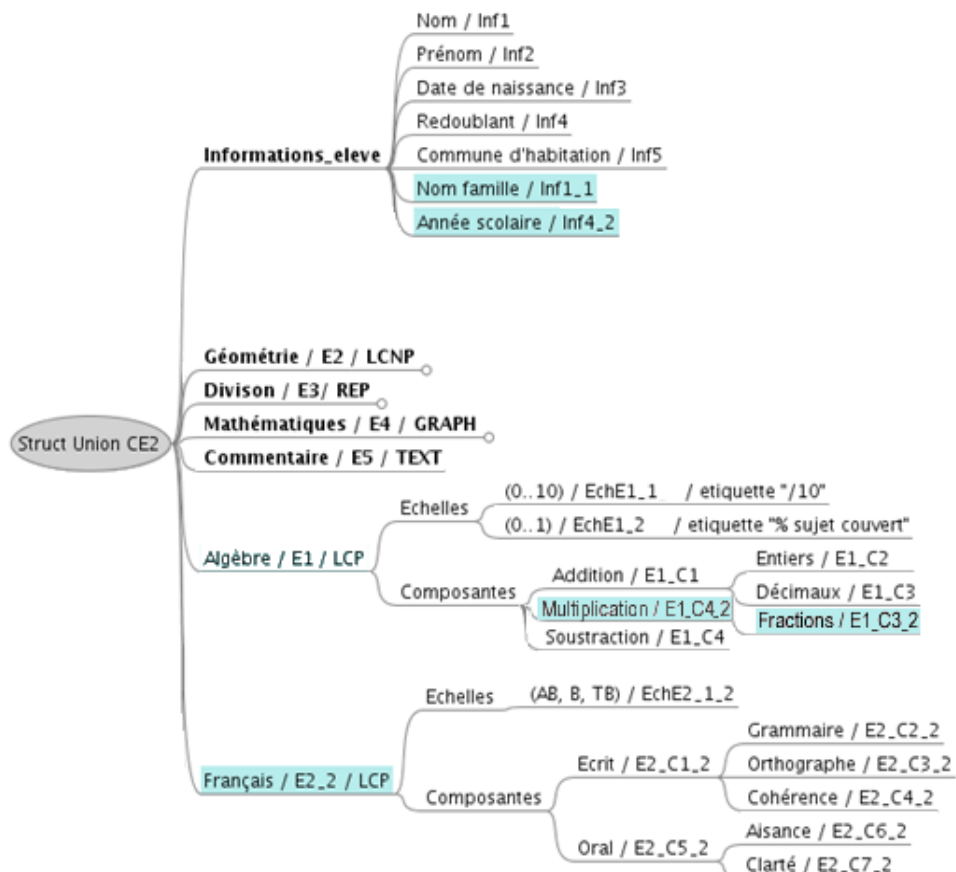 Nom / Inf1
Prénom / Inf2
Date de naissance / Inf3
Redoublant / Inf4
Informations_eleve
Commune d'habitation / Inf5
Nom famille / Inf1_1
Année scolaire / Inf4_2
Géométrie / E2 / LCNP
Divison / E3/ REP
Mathématiques / E4 / GRAPH
Struct Union CE2
Commentaire / E5 / TEXT
Echelles
(0..10) / EchE1_1 / etiquette "/10"
(0..1) / EchE1_2 / etiquette "% sujet couvert"
Algèbre / E1 / LCP
Composantes
Addition / E1_C1
Entiers / E1_C2
Décimaux / E1_C3
Fractions / E1_C3_2
Multiplication / E1_C4_2
Soustraction / E1_C4
Français / E2_2 / LCP
Echelles
(AB, B, TB) / EchE2_1_2
Composantes
Ecrit / E2_C1_2
Grammaire / E2_C2_2
Orthographe / E2_C3_2
Cohérence / E2_C4_2
Oral / E2_C5_2
Aisance / E2_C6_2
Clarté / E2_C7_2